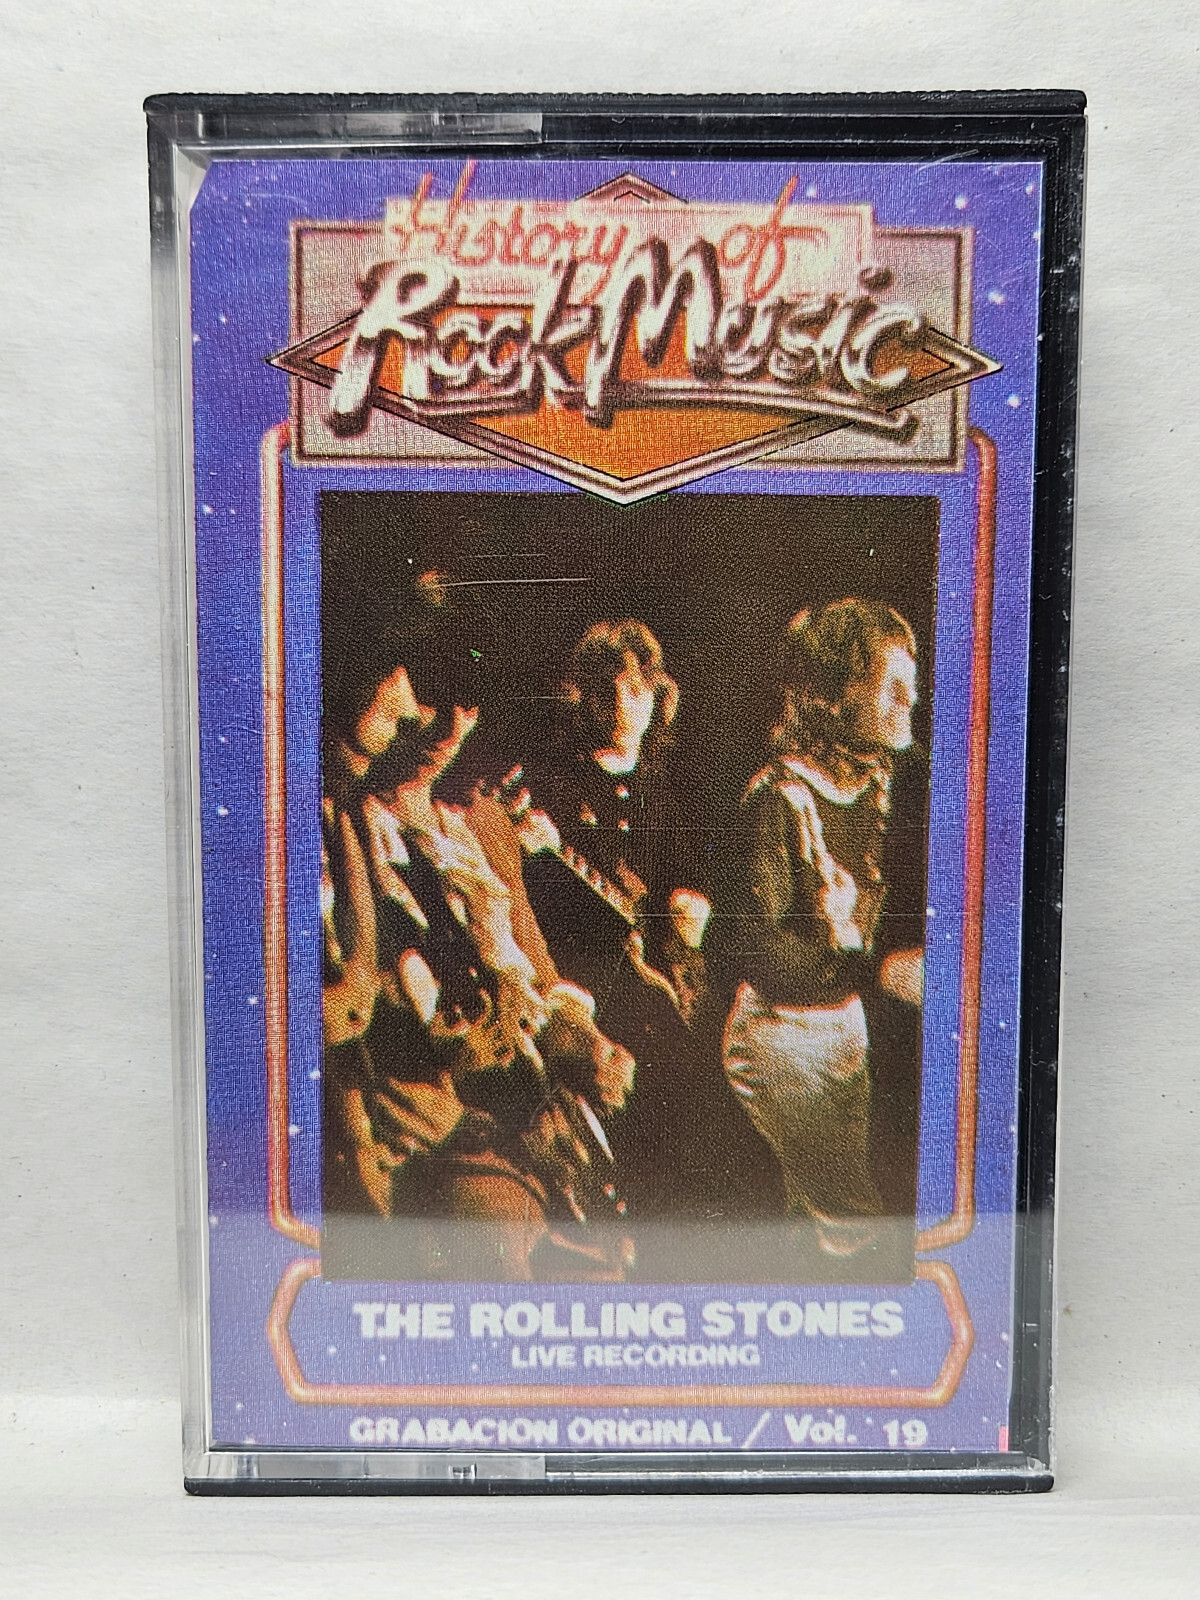 History of
Rock Music
THE ROLLING STONES
LIVE RECORDING
GRABACION ORIGINAL / Vol. 19